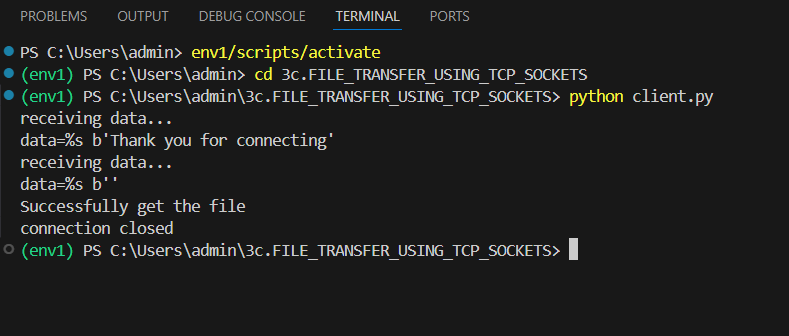 PROBLEMS OUTPUT DEBUG CONSOLE TERMINAL PORTS
PS C:\Users\admin> env1/scripts/activate
(env1) PS C:\Users\admin> cd 3c.FILE_TRANSFER_USING_TCP_SOCKETS
(env1) PS C:\Users\admin\3c.FILE_TRANSFER_USING_TCP_SOCKETS> python client.py
receiving data...
data=%s b'Thank you for connecting'
receiving data...
data=%s b''
Successfully get the file
connection closed
(env1) PS C:\Users\admin\3c.FILE_TRANSFER_USING_TCP_SOCKETS>